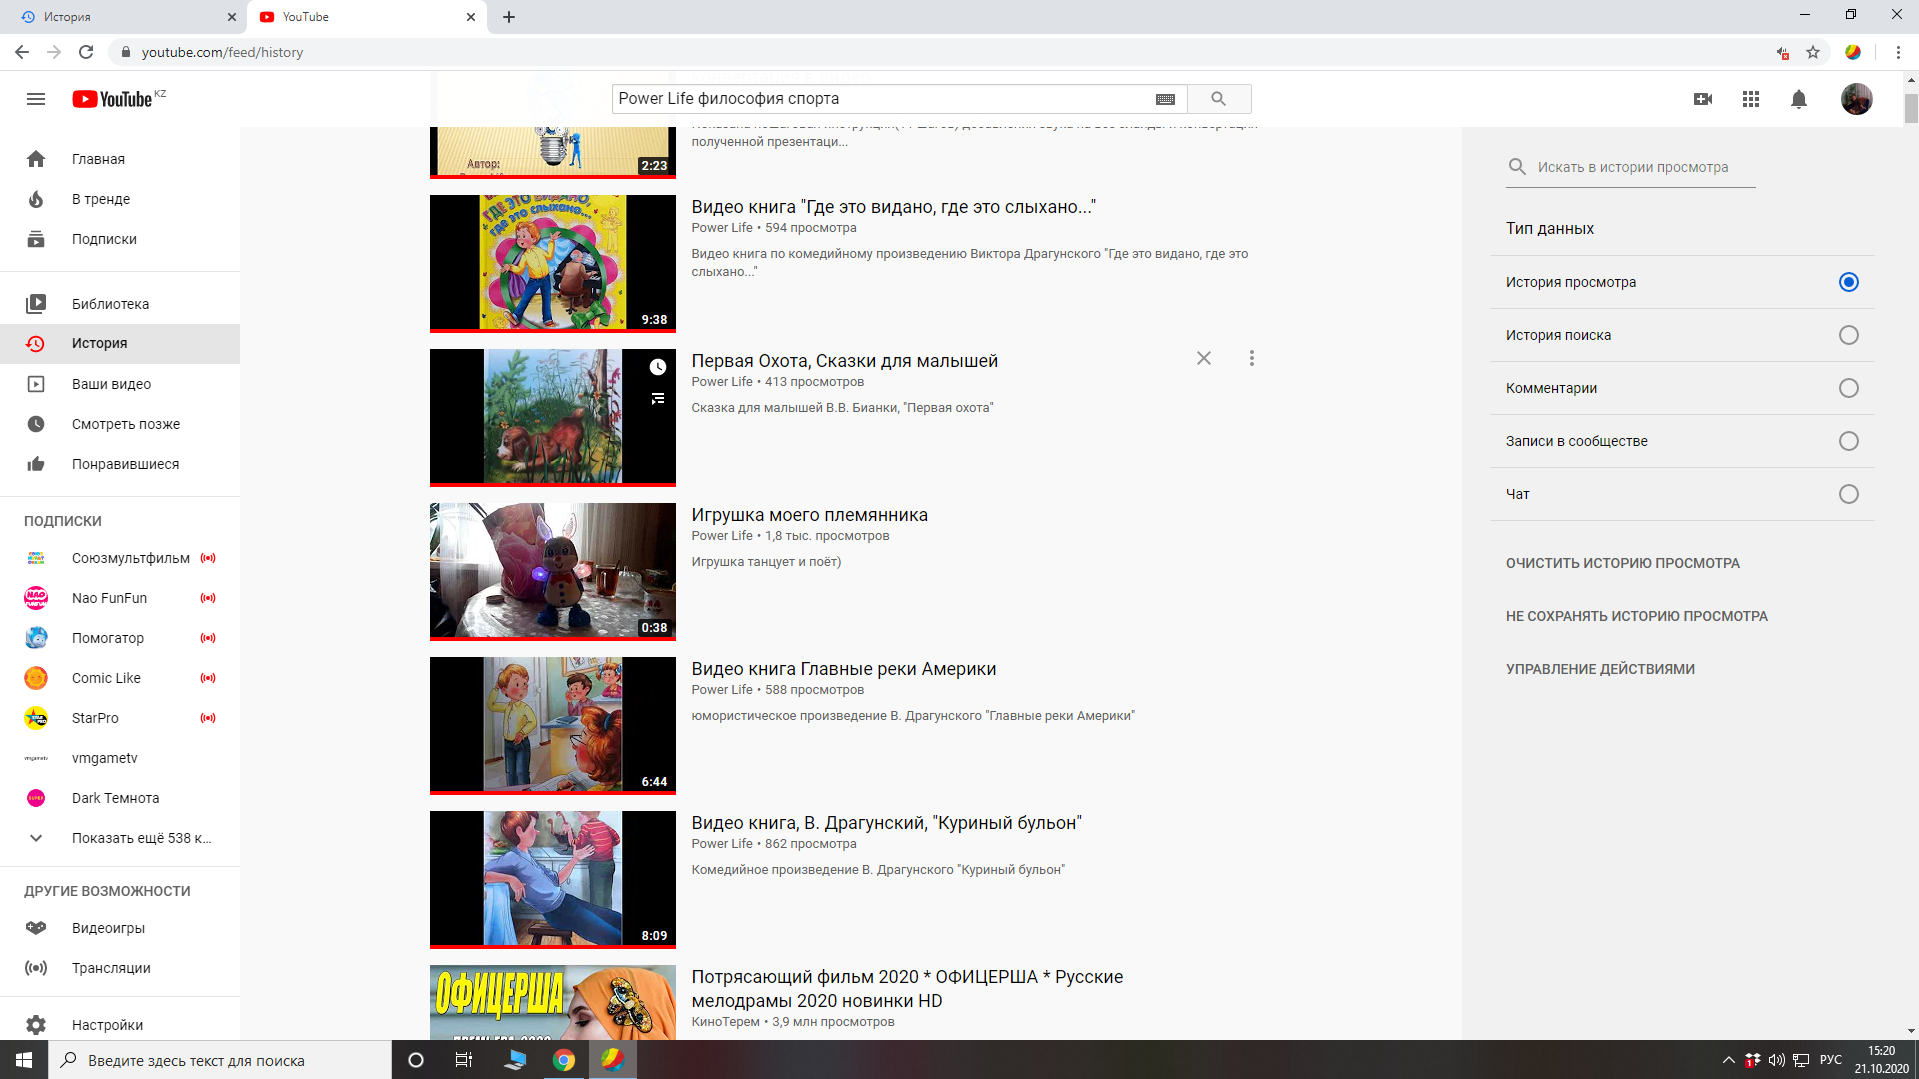 История
YouTube
youtube.com/feed/history
YouTube KZ
Power Life философия спорта
Главная
В тренде
Подписки
Библиотека
История
Ваши видео
Смотреть позже
Понравившиеся
ПОДПИСКИ
Союзмультфильм
Nao FunFun
Помогатор
Comic Like
StarPro
vmgametv
Dark Темнота
Показать ещё 538 к...
ДРУГИЕ ВОЗМОЖНОСТИ
Видеоигры
Трансляции
Настройки
Автор:
2:23
полученной презентаци...
ГДЕ ЭТО ВИДАНО,
ГДЕ ЭТО СЛЫХАНО...
9:38
Видео книга "Где это видано, где это слыхано..."
Power Life • 594 просмотра
Видео книга по комедийному произведению Виктора Драгунского "Где это видано, где это
слыхано..."
Первая Охота, Сказки для малышей
Power Life • 413 просмотров
Сказка для малышей В.В. Бианки, "Первая охота"
0:38
Игрушка моего племянника
Power Life • 1,8 тыс. просмотров
Игрушка танцует и поёт)
6:44
Видео книга Главные реки Америки
Power Life • 588 просмотров
юмористическое произведение В. Драгунского "Главные реки Америки"
8:09
Видео книга, В. Драгунский, "Куриный бульон"
Power Life • 862 просмотра
Комедийное произведение В. Драгунского "Куриный бульон"
ОФИЦЕРША
Потрясающий фильм 2020 * ОФИЦЕРША * Русские
мелодрамы 2020 новинки HD
КиноТерем • 3,9 млн просмотров
Искать в истории просмотра
Тип данных
История просмотра
История поиска
Комментарии
Записи в сообществе
Чат
ОЧИСТИТЬ ИСТОРИЮ ПРОСМОТРА
НЕ СОХРАНЯТЬ ИСТОРИЮ ПРОСМОТРА
УПРАВЛЕНИЕ ДЕЙСТВИЯМИ
Введите здесь текст для поиска
РУС
15:20
21.10.2020